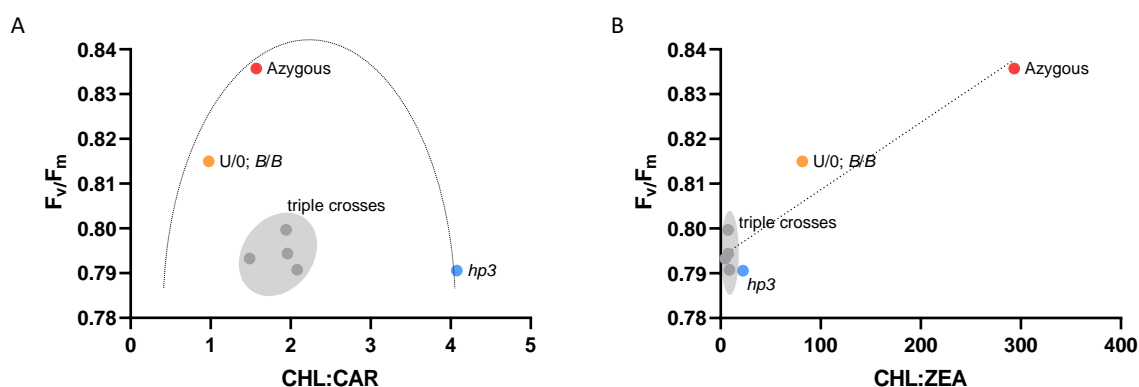 A
Fv/Fm
0.84
0.83
0.82
0.81
0.80
0.79
0.78
Azygous
U/0; B/B
triple crosses
hp3
0
1
2
3
4
5
CHL:CAR
B
Fv/Fm
0.84
0.83
0.82
0.81
0.80
0.79
0.78
Azygous
U/0; B/B
triple crosses
hp3
0
100
200
300
400
CHL:ZEA